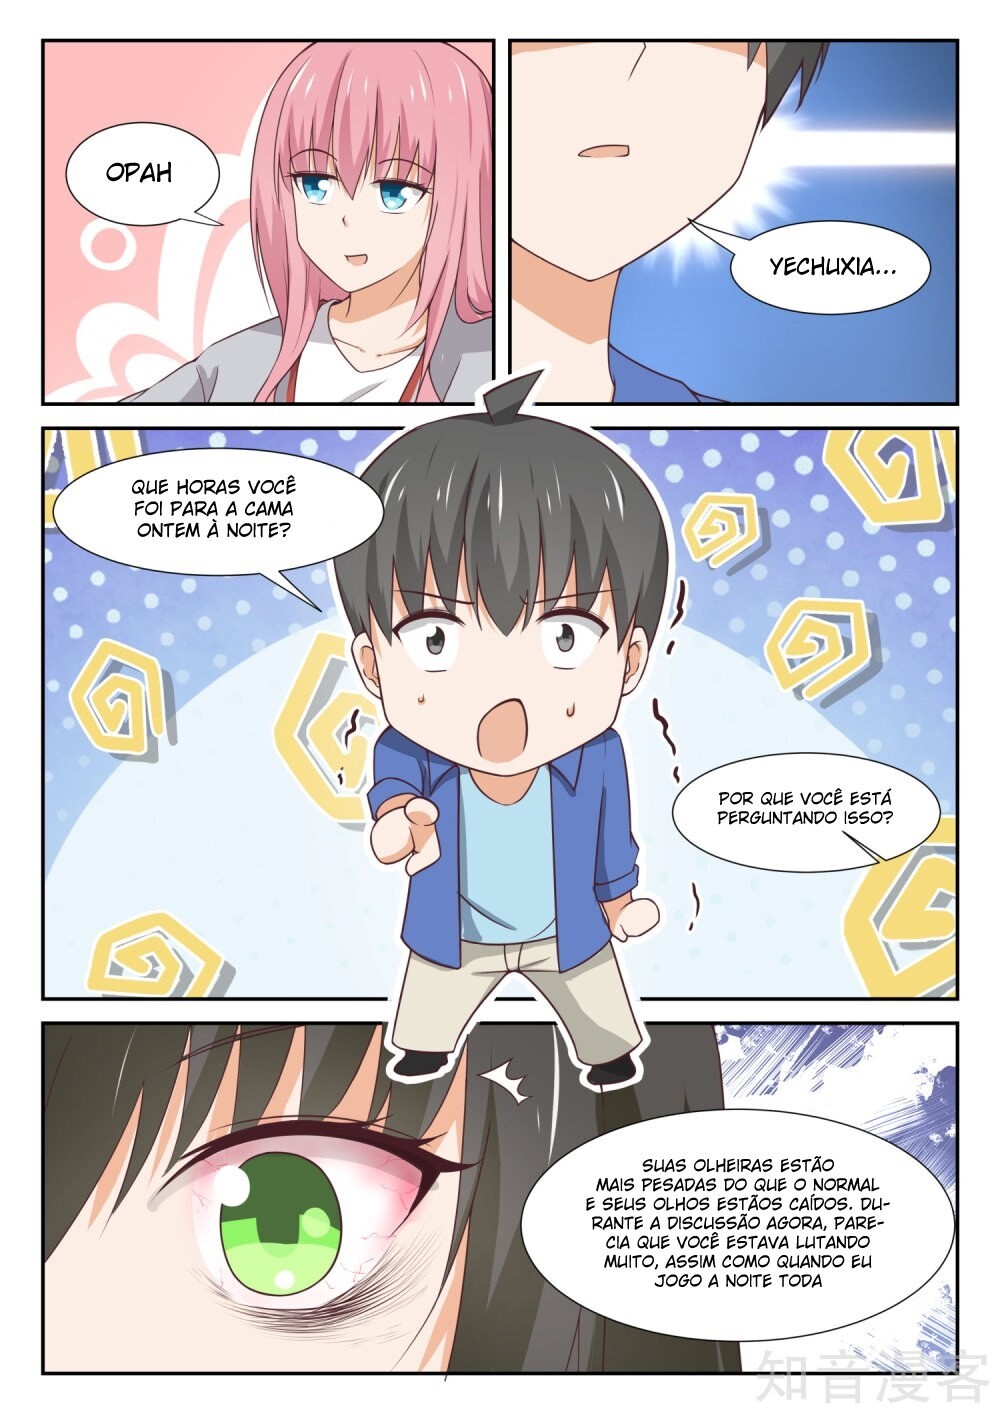 OPAH
YECHUXIA...
QUE HORAS VOCÊ
FOI PARA A CAMA
ONTEM À NOITE?
POR QUE VOCÊ ESTÁ
PERGUNTANDO ISSO?
SUAS OLHEIRAS ESTÃO
MAIS PESADAS DO QUE O NORMAL
E SEUS OLHOS ESTÃOS CAÍDOS. DU-
RANTE A DISCUSSÃO AGORA, PARE-
CIA QUE VOCÊ ESTAVA LUTANDO
MUITO, ASSIM COMO QUANDO EU
JOGO A NOITE TODA
知音漫客